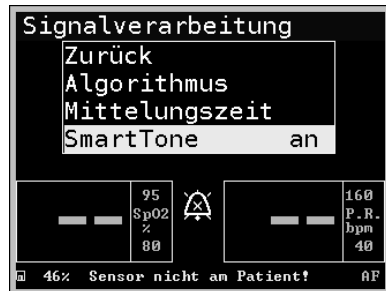 Signalverarbeitung
Zurück
Algorithmus
Mittelungszeit
SmartTone an
-- 95 SpO2 % 80
-- 160 P.R. bpm 40
46% Sensor nicht am Patient! AF